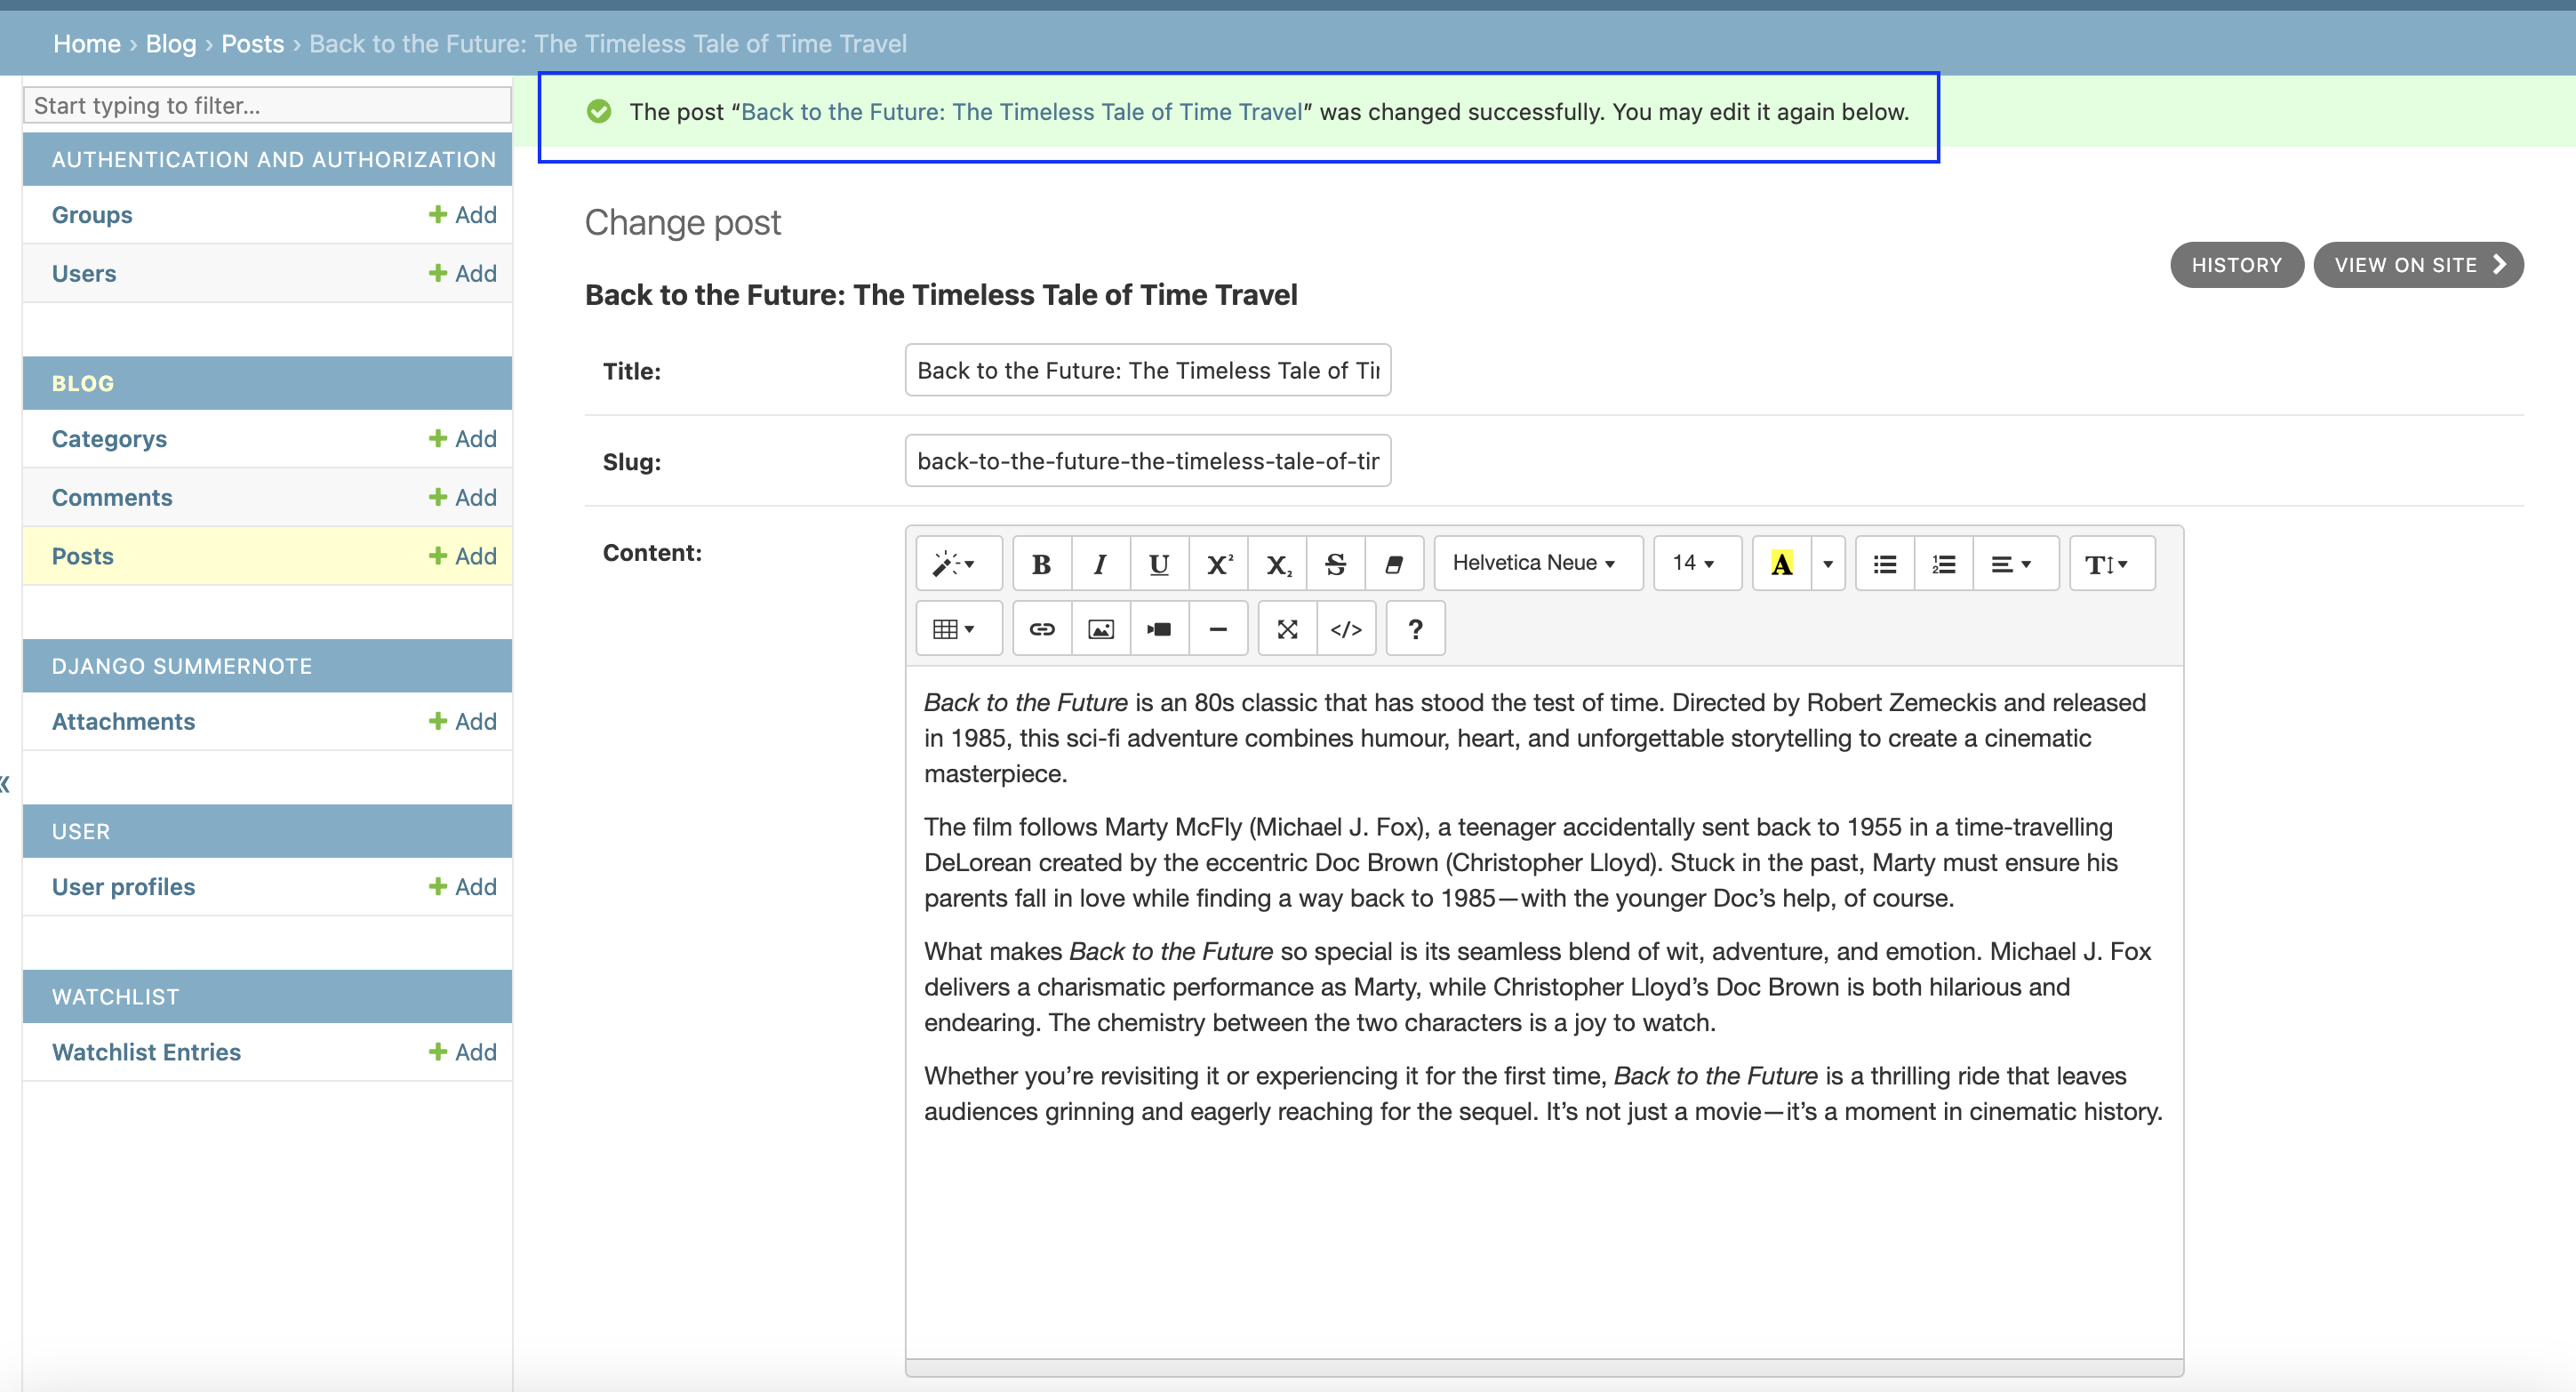 Home › Blog › Posts › Back to the Future: The Timeless Tale of Time Travel
Start typing to filter...
AUTHENTICATION AND AUTHORIZATION
Groups + Add
Users + Add
BLOG
Categorys + Add
Comments + Add
Posts + Add
DJANGO SUMMERNOTE
Attachments + Add
«
USER
User profiles + Add
WATCHLIST
Watchlist Entries + Add
The post “Back to the Future: The Timeless Tale of Time Travel” was changed successfully. You may edit it again below.
Change post
HISTORY
VIEW ON SITE
Back to the Future: The Timeless Tale of Time Travel
Title: Back to the Future: The Timeless Tale of Tir
Slug: back-to-the-future-the-timeless-tale-of-tir
Content:
B I U X² X₂ S Helvetica Neue 14 A T
</> ?
Back to the Future is an 80s classic that has stood the test of time. Directed by Robert Zemeckis and released
in 1985, this sci-fi adventure combines humour, heart, and unforgettable storytelling to create a cinematic
masterpiece.
The film follows Marty McFly (Michael J. Fox), a teenager accidentally sent back to 1955 in a time-travelling
DeLorean created by the eccentric Doc Brown (Christopher Lloyd). Stuck in the past, Marty must ensure his
parents fall in love while finding a way back to 1985—with the younger Doc’s help, of course.
What makes Back to the Future so special is its seamless blend of wit, adventure, and emotion. Michael J. Fox
delivers a charismatic performance as Marty, while Christopher Lloyd’s Doc Brown is both hilarious and
endearing. The chemistry between the two characters is a joy to watch.
Whether you’re revisiting it or experiencing it for the first time, Back to the Future is a thrilling ride that leaves
audiences grinning and eagerly reaching for the sequel. It’s not just a movie—it’s a moment in cinematic history.